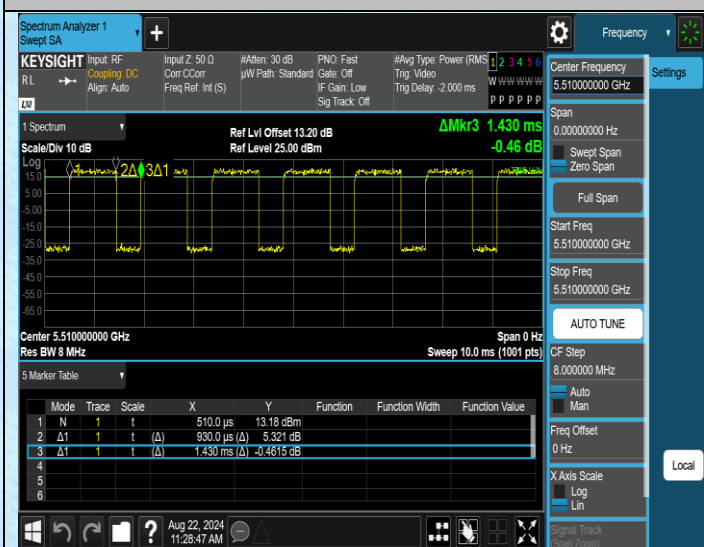 Spectrum Analyzer 1
Swept SA
+
Frequency
KEYSIGHT
RL
LXI
Input: RF
Coupling: DC
Align: Auto
Input Z: 50 Ω
Corr CCorr
Freq Ref: Int (S)
#Atten: 30 dB
µW Path: Standard
PNO: Fast
Gate: Off
IF Gain: Low
Sig Track: Off
#Avg Type: Power (RMS
Trig: Video
Trig Delay: -2.000 ms
1 2 3 4 5 6
W W W W W W
P P P P P P
Center Frequency
5.510000000 GHz
Settings
1 Spectrum
Scale/Div 10 dB
Ref Lvl Offset 13.20 dB
Ref Level 25.00 dBm
ΔMkr3 1.430 ms
-0.46 dB
Span
0.00000000 Hz
Swept Span
Zero Span
Full Span
Log
15.0
5.00
-5.00
-15.0
-25.0
-35.0
-45.0
-55.0
-65.0
1
2Δ
3Δ1
Start Freq
5.510000000 GHz
Stop Freq
5.510000000 GHz
AUTO TUNE
Center 5.510000000 GHz
Span 0 Hz
Res BW 8 MHz
Sweep 10.0 ms (1001 pts)
CF Step
8.000000 MHz
Auto
Man
5 Marker Table
Mode Trace Scale X Y Function Function Width Function Value
1 N 1 t 510.0 µs 13.18 dBm
2 Δ1 1 t (Δ) 930.0 µs (Δ) 5.321 dB
3 Δ1 1 t (Δ) 1.430 ms (Δ) -0.4615 dB
4
5
6
Freq Offset
0 Hz
X Axis Scale
Log
Lin
Local
Signal Track
(Span Zoom)
?
Aug 22, 2024
11:28:47 AM